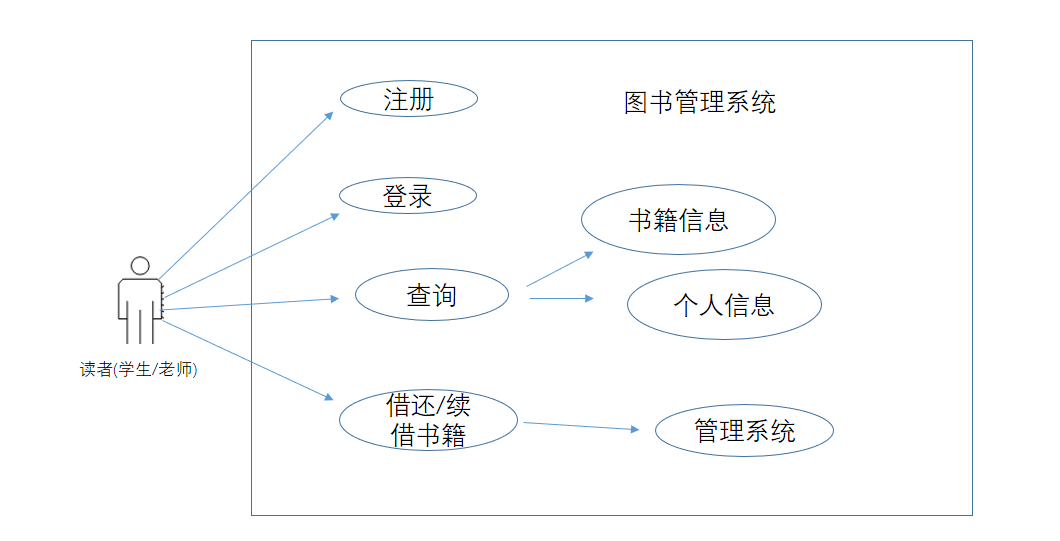 注册
图书管理系统
登录
书籍信息
查询
个人信息
读者(学生/老师)
借还/续
借书籍
管理系统